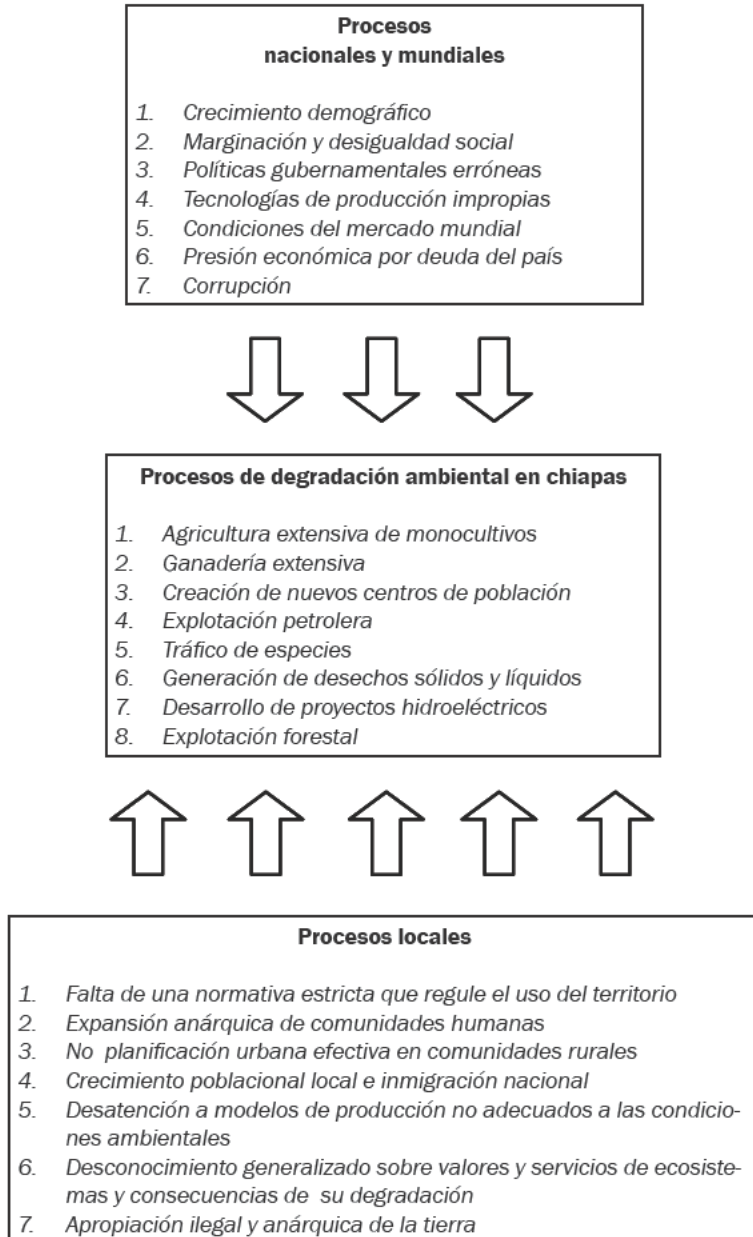 Procesos
nacionales y mundiales
1. Crecimiento demográfico
2. Marginación y desigualdad social
3. Políticas gubernamentales erróneas
4. Tecnologías de producción impropias
5. Condiciones del mercado mundial
6. Presión económica por deuda del país
7. Corrupción
Procesos de degradación ambiental en chiapas
1. Agricultura extensiva de monocultivos
2. Ganadería extensiva
3. Creación de nuevos centros de población
4. Explotación petrolera
5. Tráfico de especies
6. Generación de desechos sólidos y líquidos
7. Desarrollo de proyectos hidroeléctricos
8. Explotación forestal
Procesos locales
1. Falta de una normativa estricta que regule el uso del territorio
2. Expansión anárquica de comunidades humanas
3. No planificación urbana efectiva en comunidades rurales
4. Crecimiento poblacional local e inmigración nacional
5. Desatención a modelos de producción no adecuados a las condicio-
nes ambientales
6. Desconocimiento generalizado sobre valores y servicios de ecosiste-
mas y consecuencias de su degradación
7. Apropiación ilegal y anárquica de la tierra